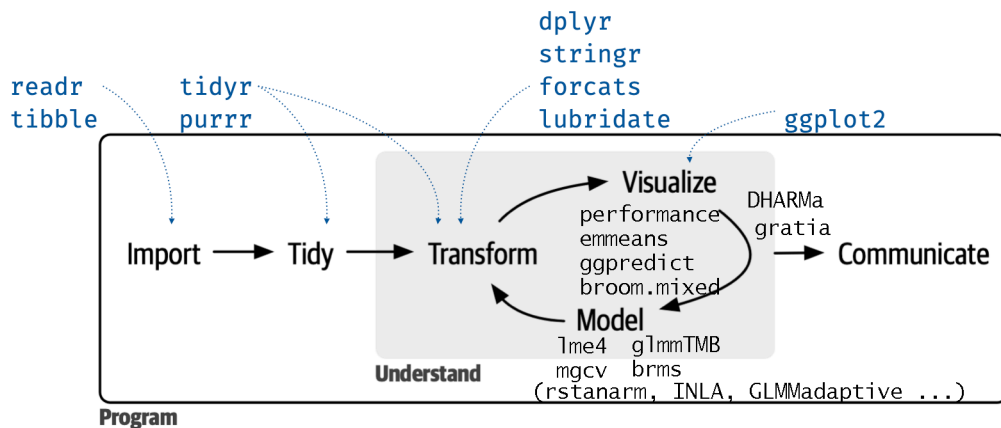 dplyr
stringr
readr
tidyr
forcats
tibble
purrr
lubridate
ggplot2
Visualize
DHARMa
performance
gratia
emmeans
Import
Tidy
Transform
Communicate
ggpredict
broom.mixed
Model
lme4
glmmTMB
mgcv
brms
Understand
(rstanarm, INLA, GLMMadaptive ...)
Program